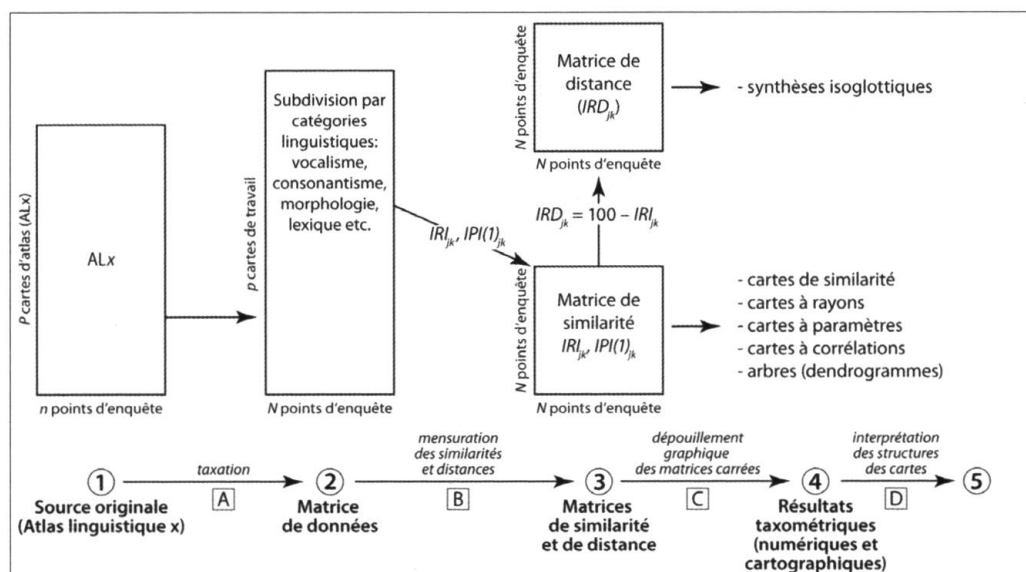 P cartes d'atlas (ALx)
ALx
n points d'enquête
p cartes de travail
Subdivision par
catégories
linguistiques:
vocalisme,
consonantisme,
morphologie,
lexique etc.
N points d'enquête
IRIjk, IPI(1)jk
N points d'enquête
Matrice de
distance
(IRDjk)
N points d'enquête
- synthèses isoglottiques
IRDjk = 100 – IRIjk
N points d'enquête
Matrice de
similarité
IRIjk, IPI(1)jk
N points d'enquête
- cartes de similarité
- cartes à rayons
- cartes à paramètres
- cartes à corrélations
- arbres (dendrogrammes)
1
Source originale
(Atlas linguistique x)
taxation
A
2
Matrice
de données
mensuration
des similarités
et distances
B
3
Matrices
de similarité
et de distance
dépouillement
graphique
des matrices carrées
C
4
Résultats
taxométriques
(numériques et
cartographiques)
interprétation
des structures
des cartes
D
5